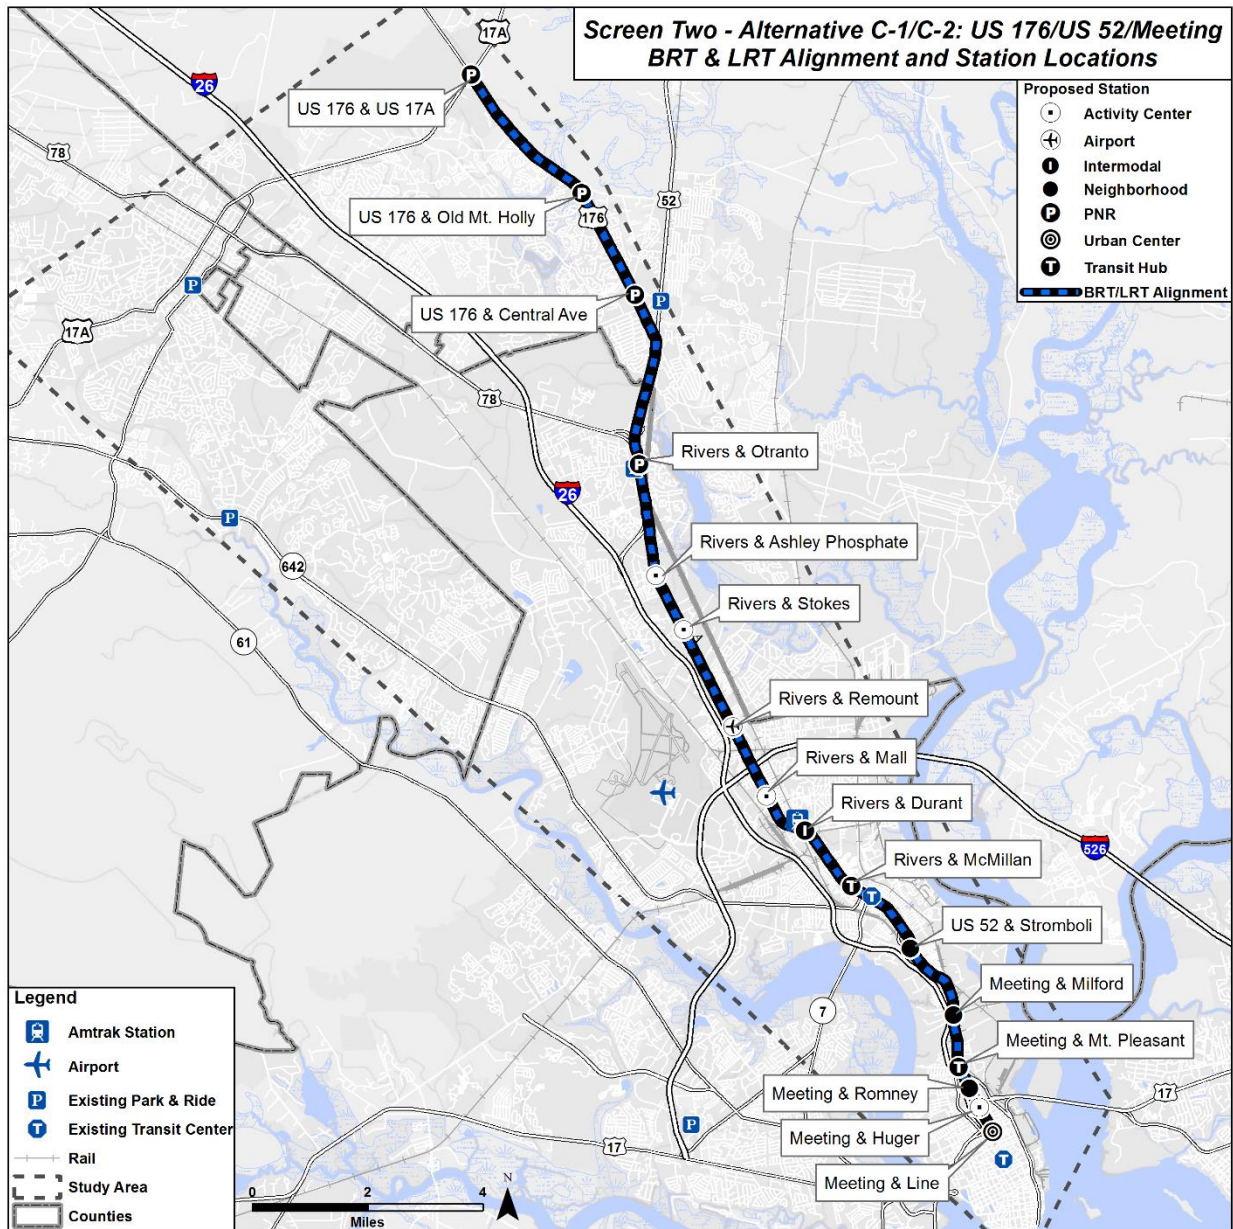 Screen Two - Alternative C-1/C-2: US 176/US 52/Meeting
BRT & LRT Alignment and Station Locations
Proposed Station
Activity Center
Airport
I
Intermodal
Neighborhood
P
PNR
Urban Center
T
Transit Hub
BRT/LRT Alignment
17A
26
P
US 176 & US 17A
78
P
US 176 & Old Mt. Holly
176
52
P
P
P
US 176 & Central Ave
17A
78
P
Rivers & Otranto
26
P
Rivers & Ashley Phosphate
642
Rivers & Stokes
61
Rivers & Remount
Rivers & Mall
I
Rivers & Durant
526
T
Rivers & McMillan
T
US 52 & Stromboli
Meeting & Milford
7
T
Meeting & Mt. Pleasant
Meeting & Romney
17
P
Meeting & Huger
17
T
Meeting & Line
Legend
Amtrak Station
Airport
P
Existing Park & Ride
T
Existing Transit Center
Rail
Study Area
Counties
0
2
4
Miles
N